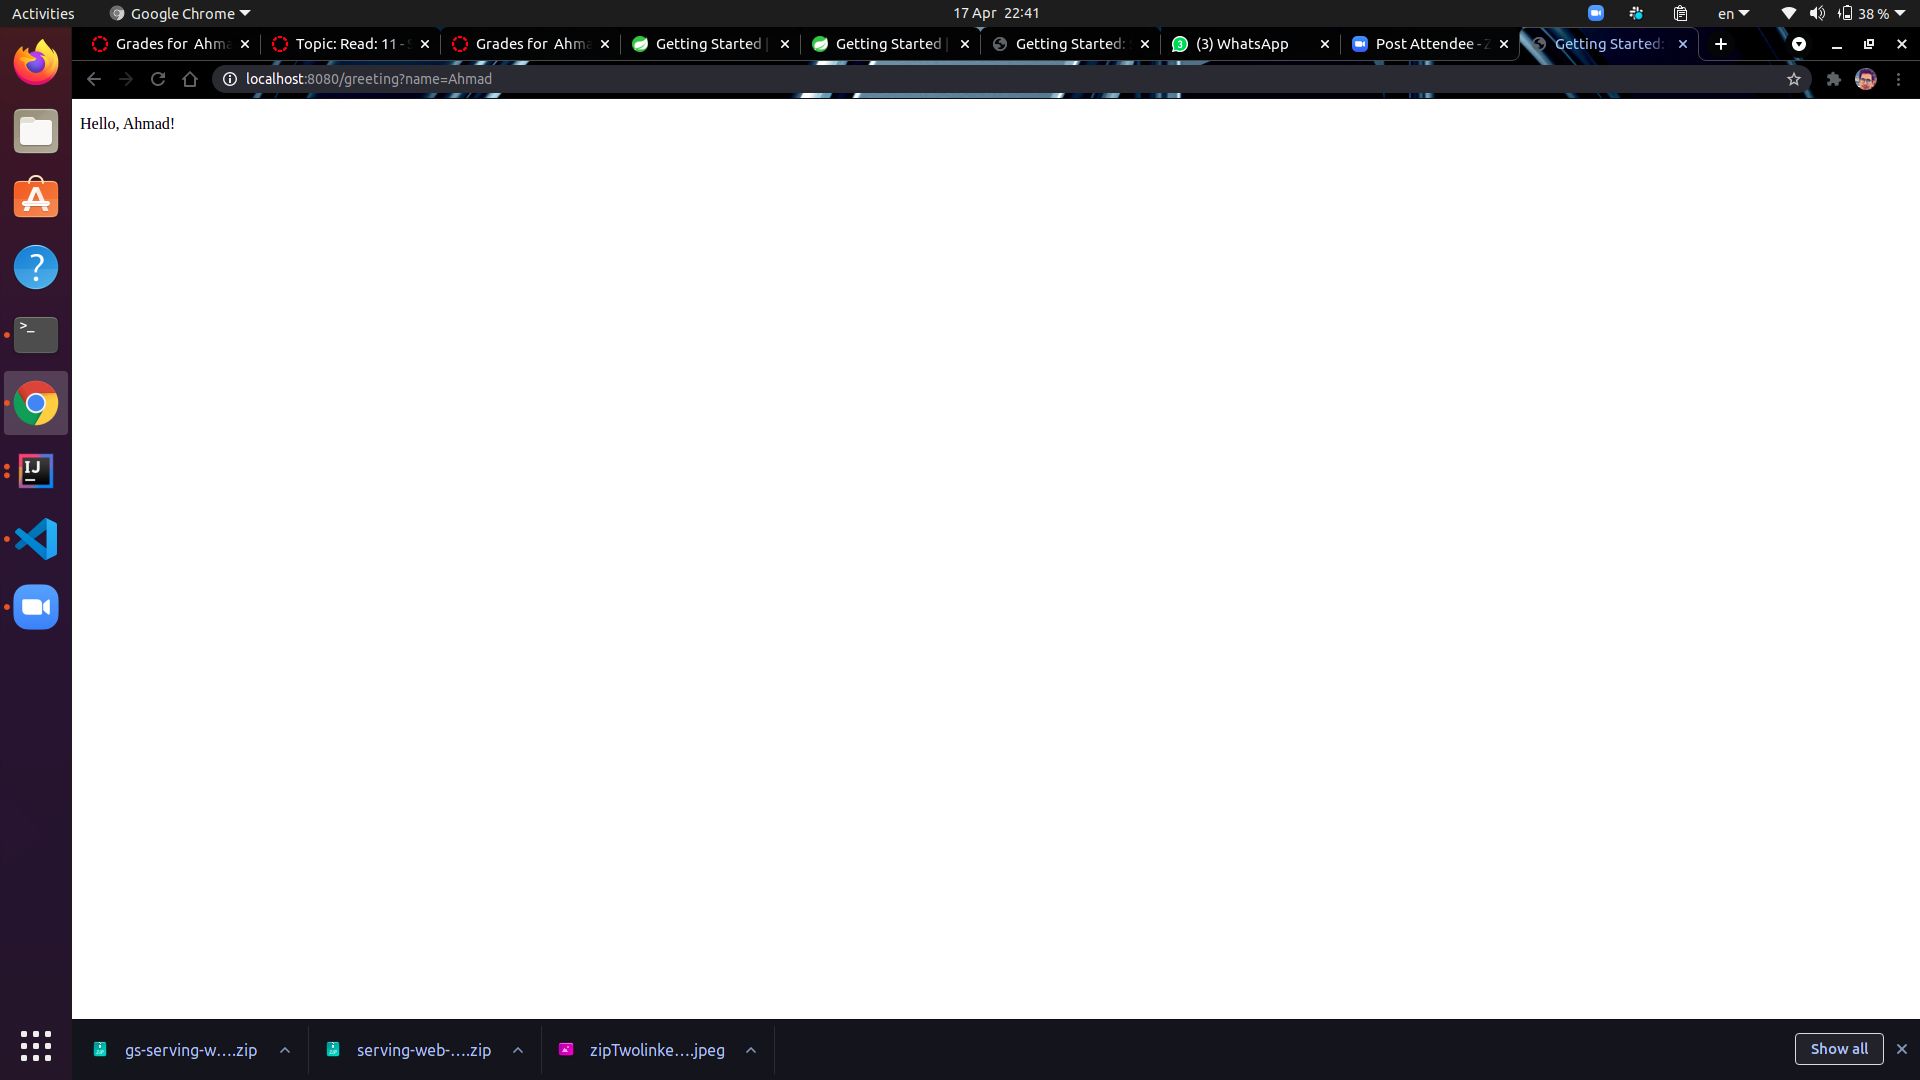 Activities
Google Chrome
17 Apr 22:41
en
38 %
Grades for Ahma
Topic: Read: 11 - S
Grades for Ahma
Getting Started |
Getting Started |
Getting Started:
3
(3) WhatsApp
Post Attendee - Z
Getting Started:
localhost:8080/greeting?name=Ahmad
Hello, Ahmad!
>_
IJ
gs-serving-w....zip
serving-web-....zip
zipTwolinke....jpeg
Show all